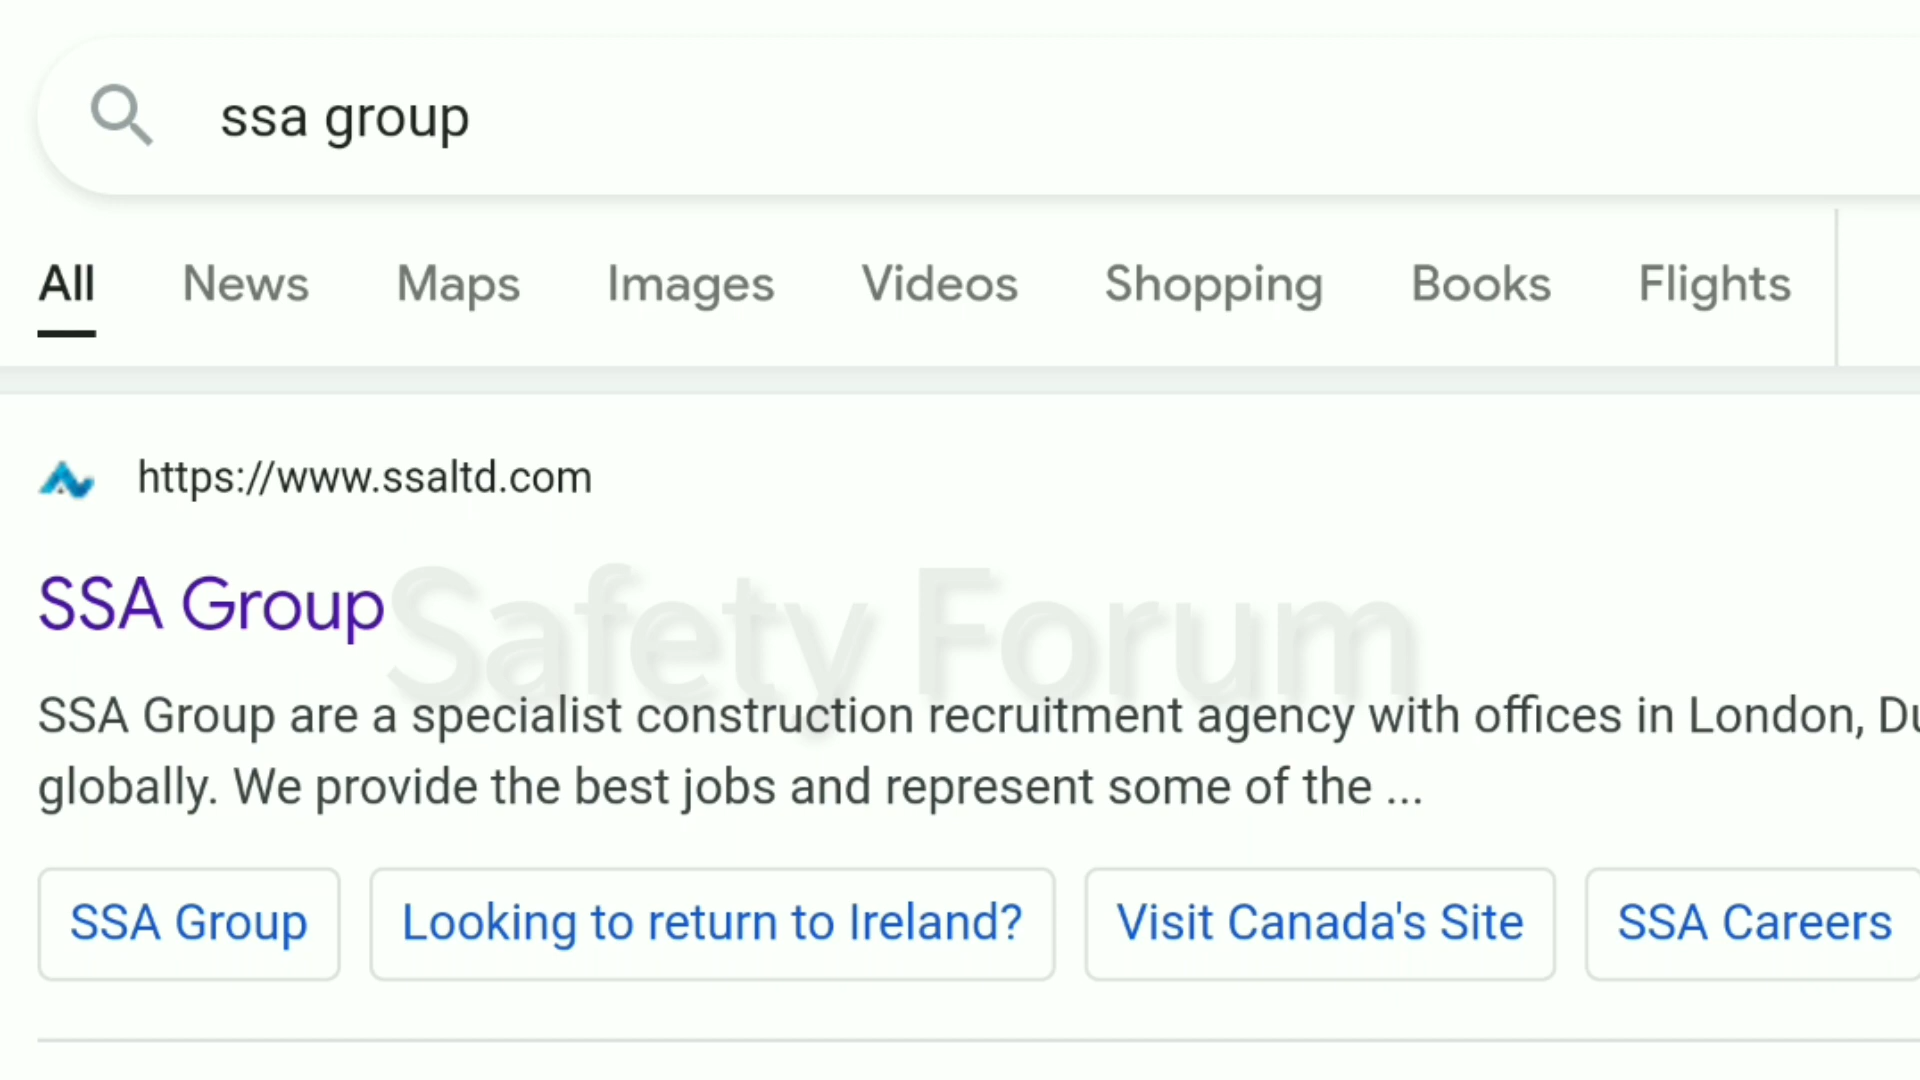 ssa group
All News Maps Images Videos Shopping Books Flights
https://www.ssaltd.com
SSA Group
Safety Forum
SSA Group are a specialist construction recruitment agency with offices in London,
globally. We provide the best jobs and represent some of the ...
SSA Group Looking to return to Ireland? Visit Canada's Site SSA Careers